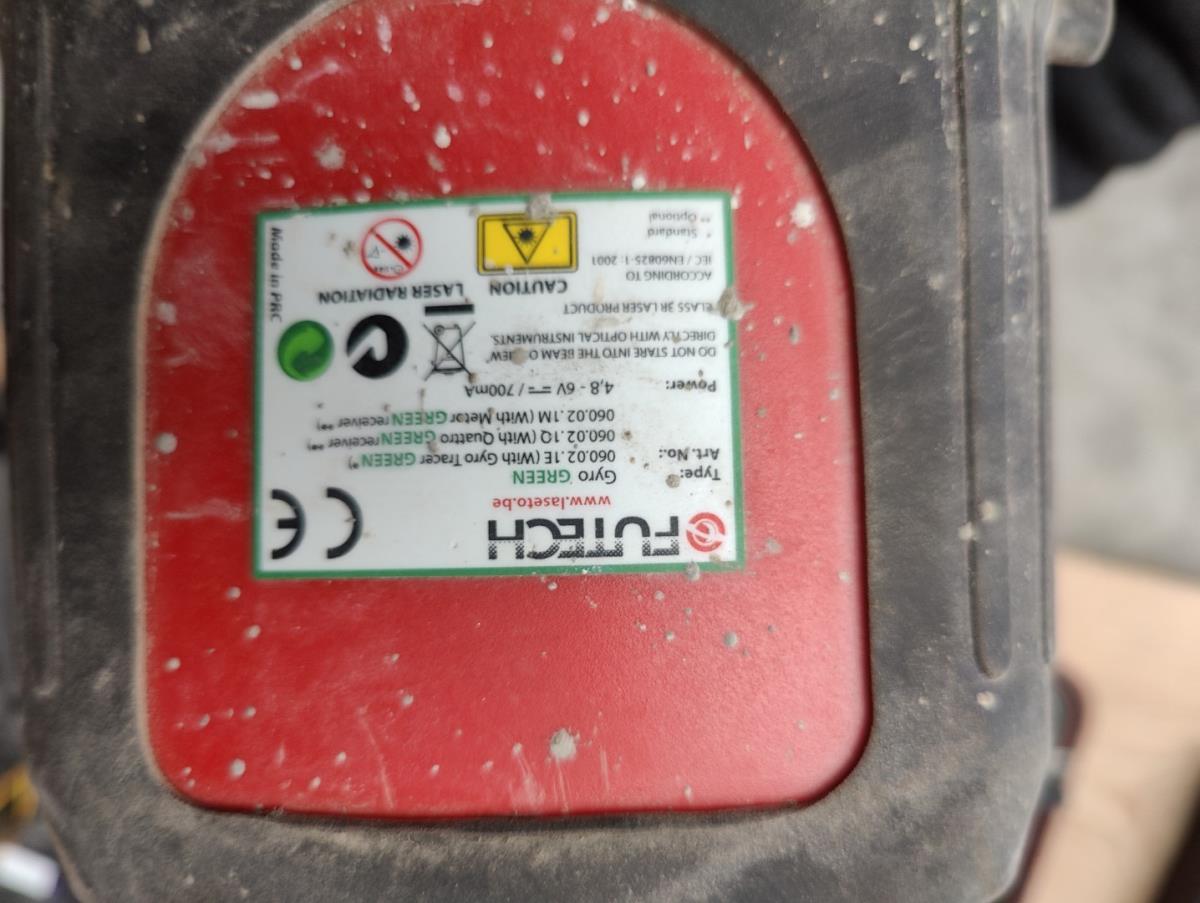 FUTECH
www.laseto.be
CE
Type: Gyro GREEN
Art.No.: 060.02.1E (With Gyro Tracer GREEN*)
060.02.1Q (With Quattro GREEN receiver **)
060.02.1M (With Metor GREEN receiver **)
Power: 4,8 - 6V / 700mA
DO NOT STARE INTO THE BEAM O VIEW
DIRECTLY WITH OPTICAL INSTRUMENTS.
CLASS 3R LASER PRODUCT
ACCORDING TO
IEC / EN60825-1:2001
CAUTION
LASER RADIATION
* Standard
** Optional
Made in PRC